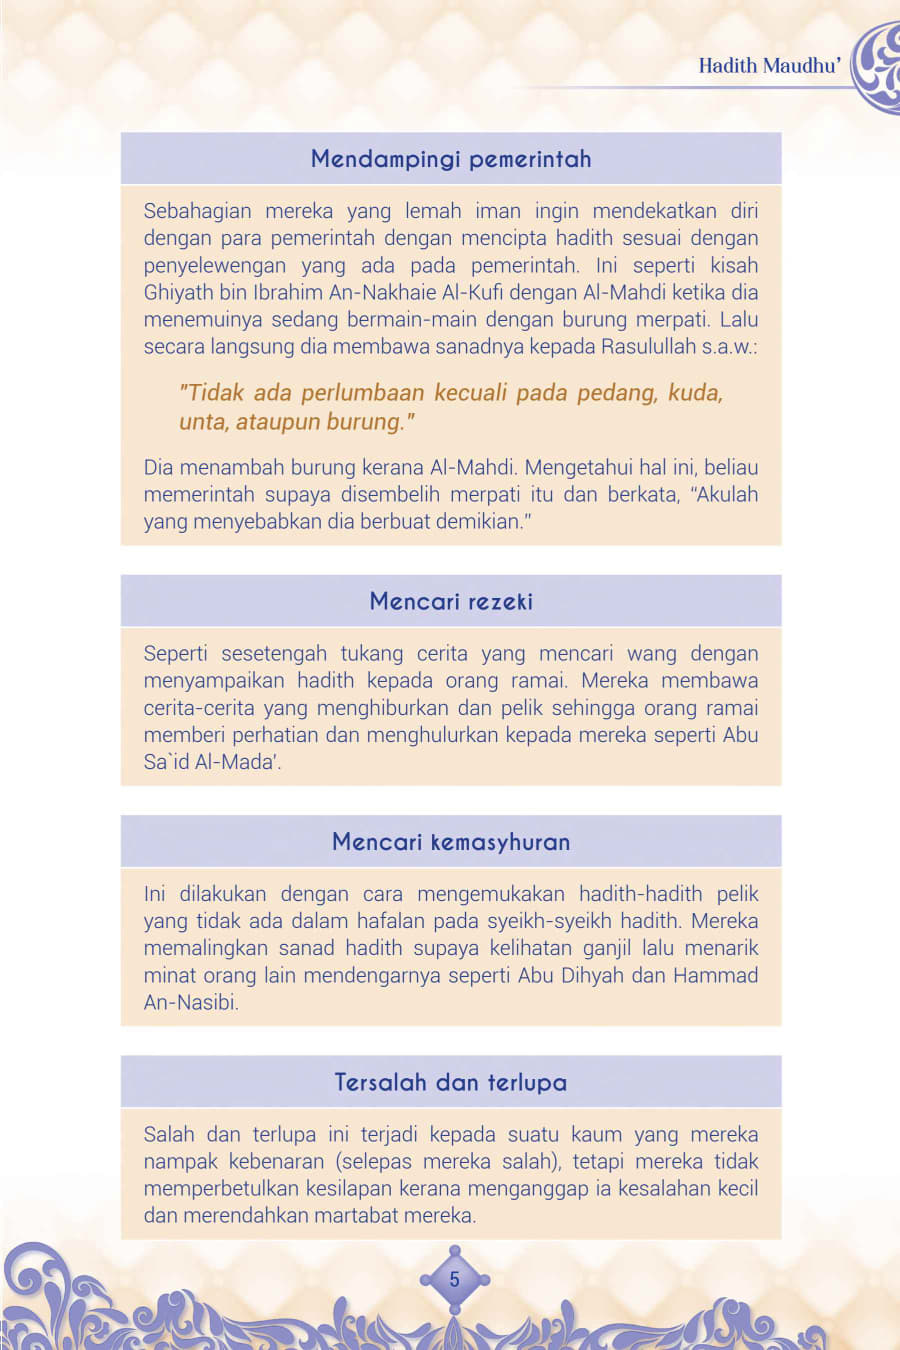 Hadith Maudhu’
Mendampingi pemerintah
Sebahagian mereka yang lemah iman ingin mendekatkan diri
dengan para pemerintah dengan mencipta hadith sesuai dengan
penyelewengan yang ada pada pemerintah. Ini seperti kisah
Ghiyath bin Ibrahim An-Nakhaie Al-Kufi dengan Al-Mahdi ketika dia
menemuinya sedang bermain-main dengan burung merpati. Lalu
secara langsung dia membawa sanadnya kepada Rasulullah s.a.w.:
"Tidak ada perlumbaan kecuali pada pedang, kuda,
unta, ataupun burung."
Dia menambah burung kerana Al-Mahdi. Mengetahui hal ini, beliau
memerintah supaya disembelih merpati itu dan berkata, “Akulah
yang menyebabkan dia berbuat demikian.”
Mencari rezeki
Seperti sesetengah tukang cerita yang mencari wang dengan
menyampaikan hadith kepada orang ramai. Mereka membawa
cerita-cerita yang menghiburkan dan pelik sehingga orang ramai
memberi perhatian dan menghulurkan kepada mereka seperti Abu
Sa`id Al-Mada’.
Mencari kemasyhuran
Ini dilakukan dengan cara mengemukakan hadith-hadith pelik
yang tidak ada dalam hafalan pada syeikh-syeikh hadith. Mereka
memalingkan sanad hadith supaya kelihatan ganjil lalu menarik
minat orang lain mendengarnya seperti Abu Dihyah dan Hammad
An-Nasibi.
Tersalah dan terlupa
Salah dan terlupa ini terjadi kepada suatu kaum yang mereka
nampak kebenaran (selepas mereka salah), tetapi mereka tidak
memperbetulkan kesilapan kerana menganggap ia kesalahan kecil
dan merendahkan martabat mereka.
5